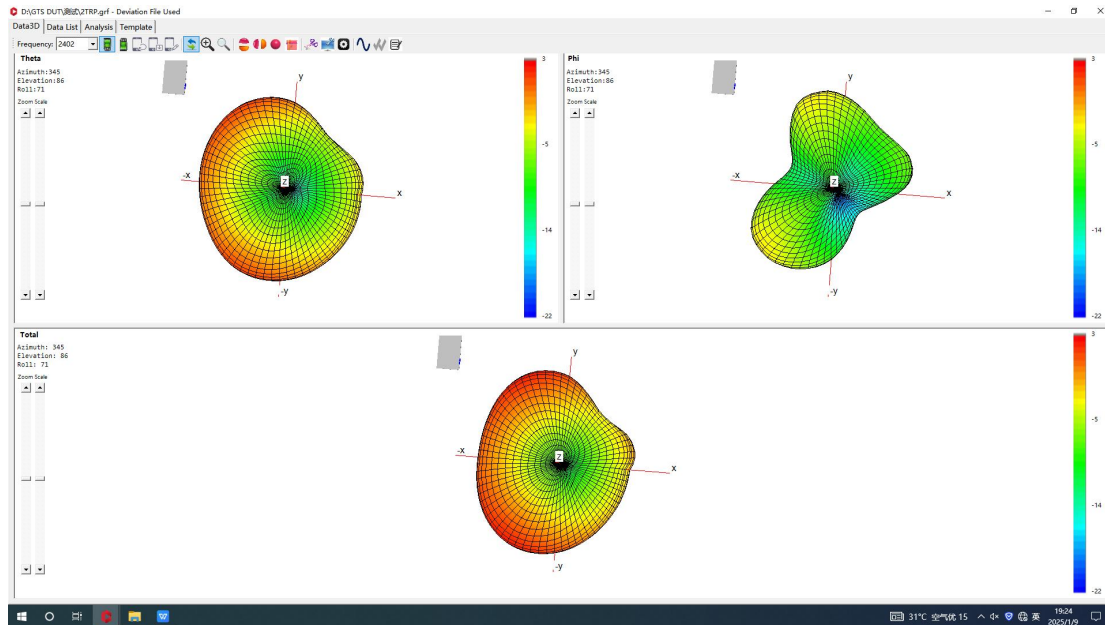 D:\GTS DUT\测试\2TRP.grf - Deviation File Used
Data3D Data List Analysis Template
Frequency: 2402
Theta
Azimuth:345
Elevation:86
Roll:71
Zoom Scale
y
-x
Z
x
-y
3
-5
-14
-22
Phi
Azimuth:345
Elevation:86
Roll:71
Zoom Scale
y
-x
Z
x
-y
3
-5
-14
-22
Total
Azimuth: 345
Elevation: 86
Roll: 71
Zoom Scale
y
-x
Z
x
-y
3
-5
-14
-22
31°C 空气优 15 英 19:24
2025/1/9